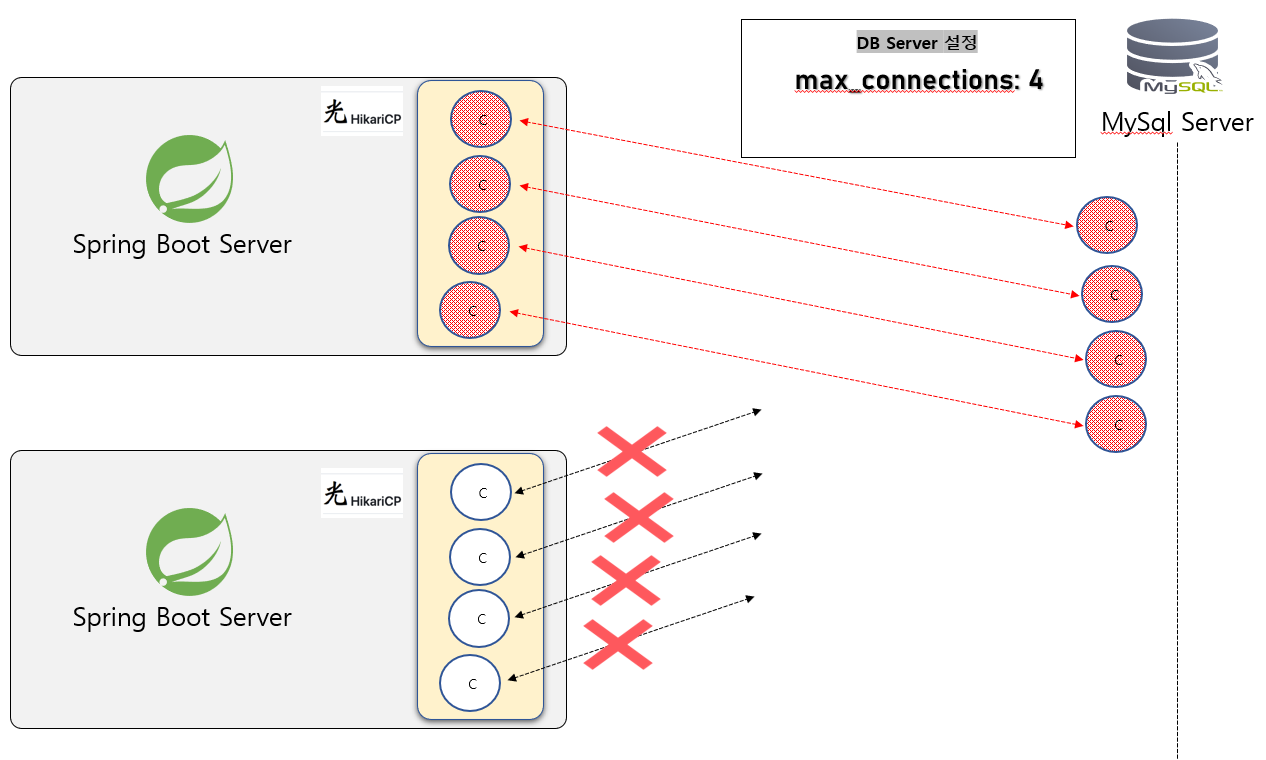 DB Server 설정
max_connections: 4
MySQL
MySql Server
光 HikariCP
C
C
C
C
Spring Boot Server
C
C
C
C
光 HikariCP
C
C
C
C
Spring Boot Server